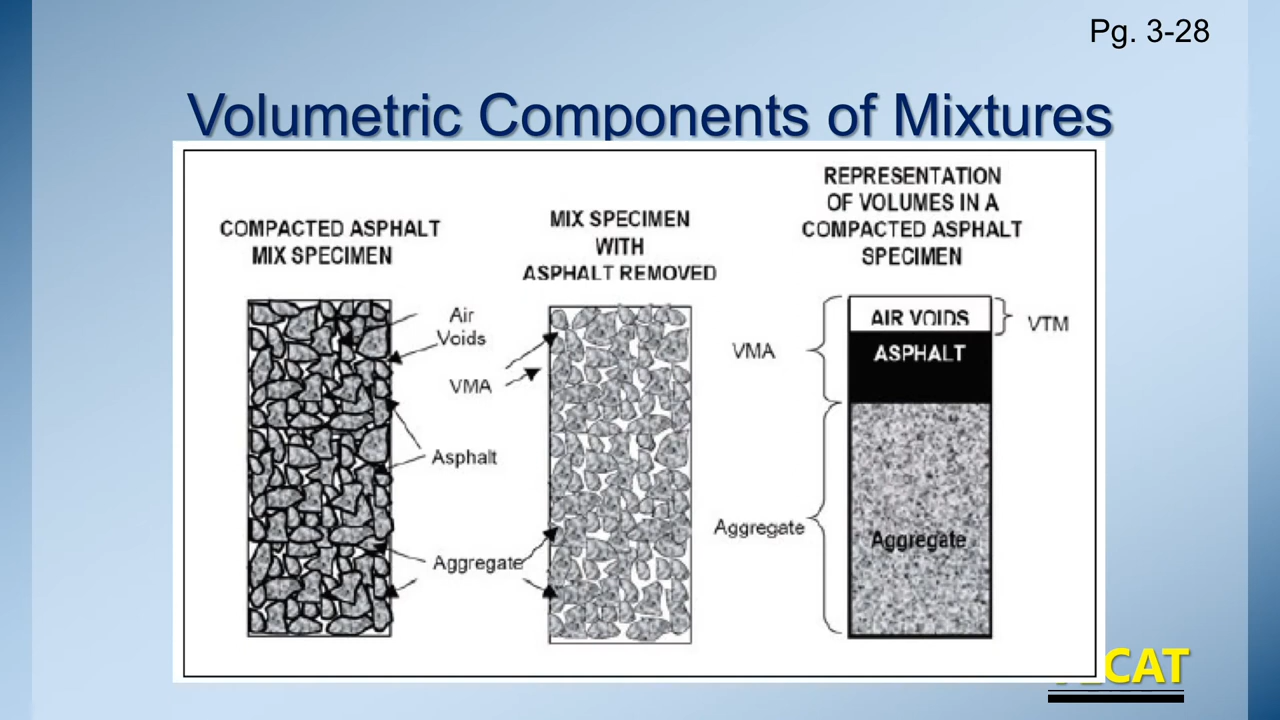 Pg. 3-28
Volumetric Components of Mixtures
COMPACTED ASPHALT
MIX SPECIMEN
Air
Voids
VMA
Asphalt
Aggregate
MIX SPECIMEN
WITH
ASPHALT REMOVED
REPRESENTATION
OF VOLUMES IN A
COMPACTED ASPHALT
SPECIMEN
AIR VOIDS
VTM
ASPHALT
VMA
Aggregate
Aggregate
CAT